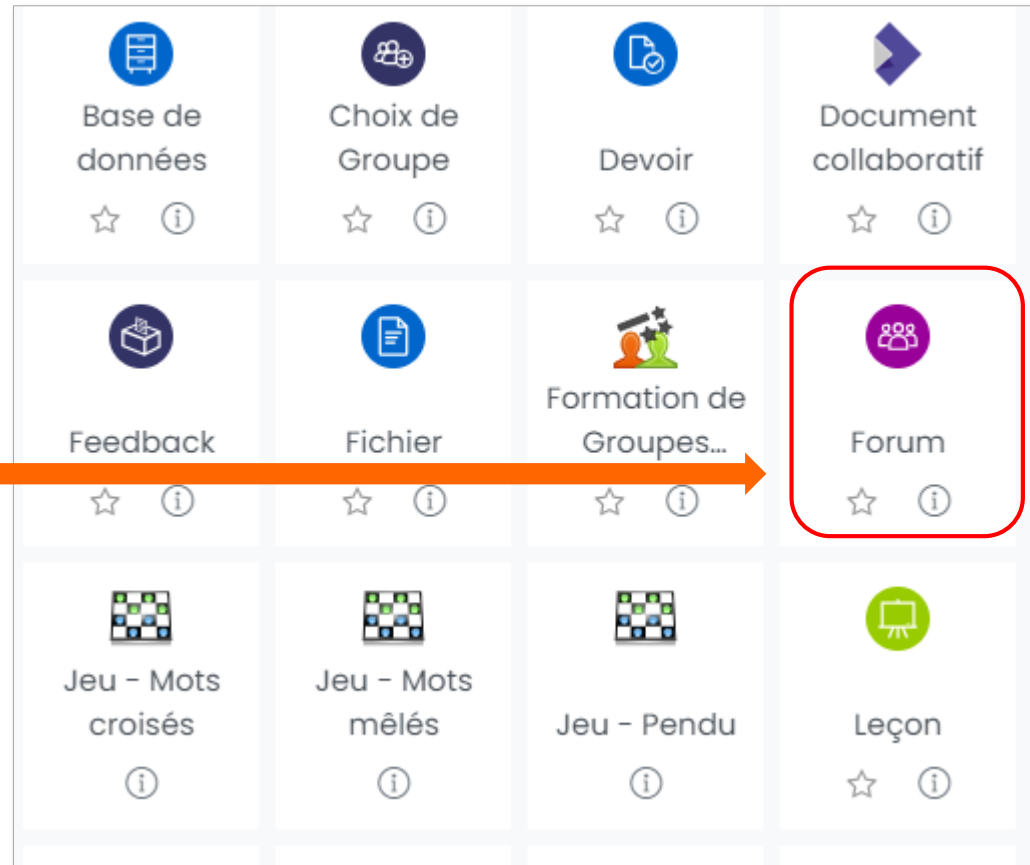 Base de
données
Choix de
Groupe
Devoir
Document
collaboratif
Feedback
Fichier
Formation de
Groupes...
Forum
Jeu - Mots
croisés
Jeu - Mots
mêlés
Jeu - Pendu
Leçon